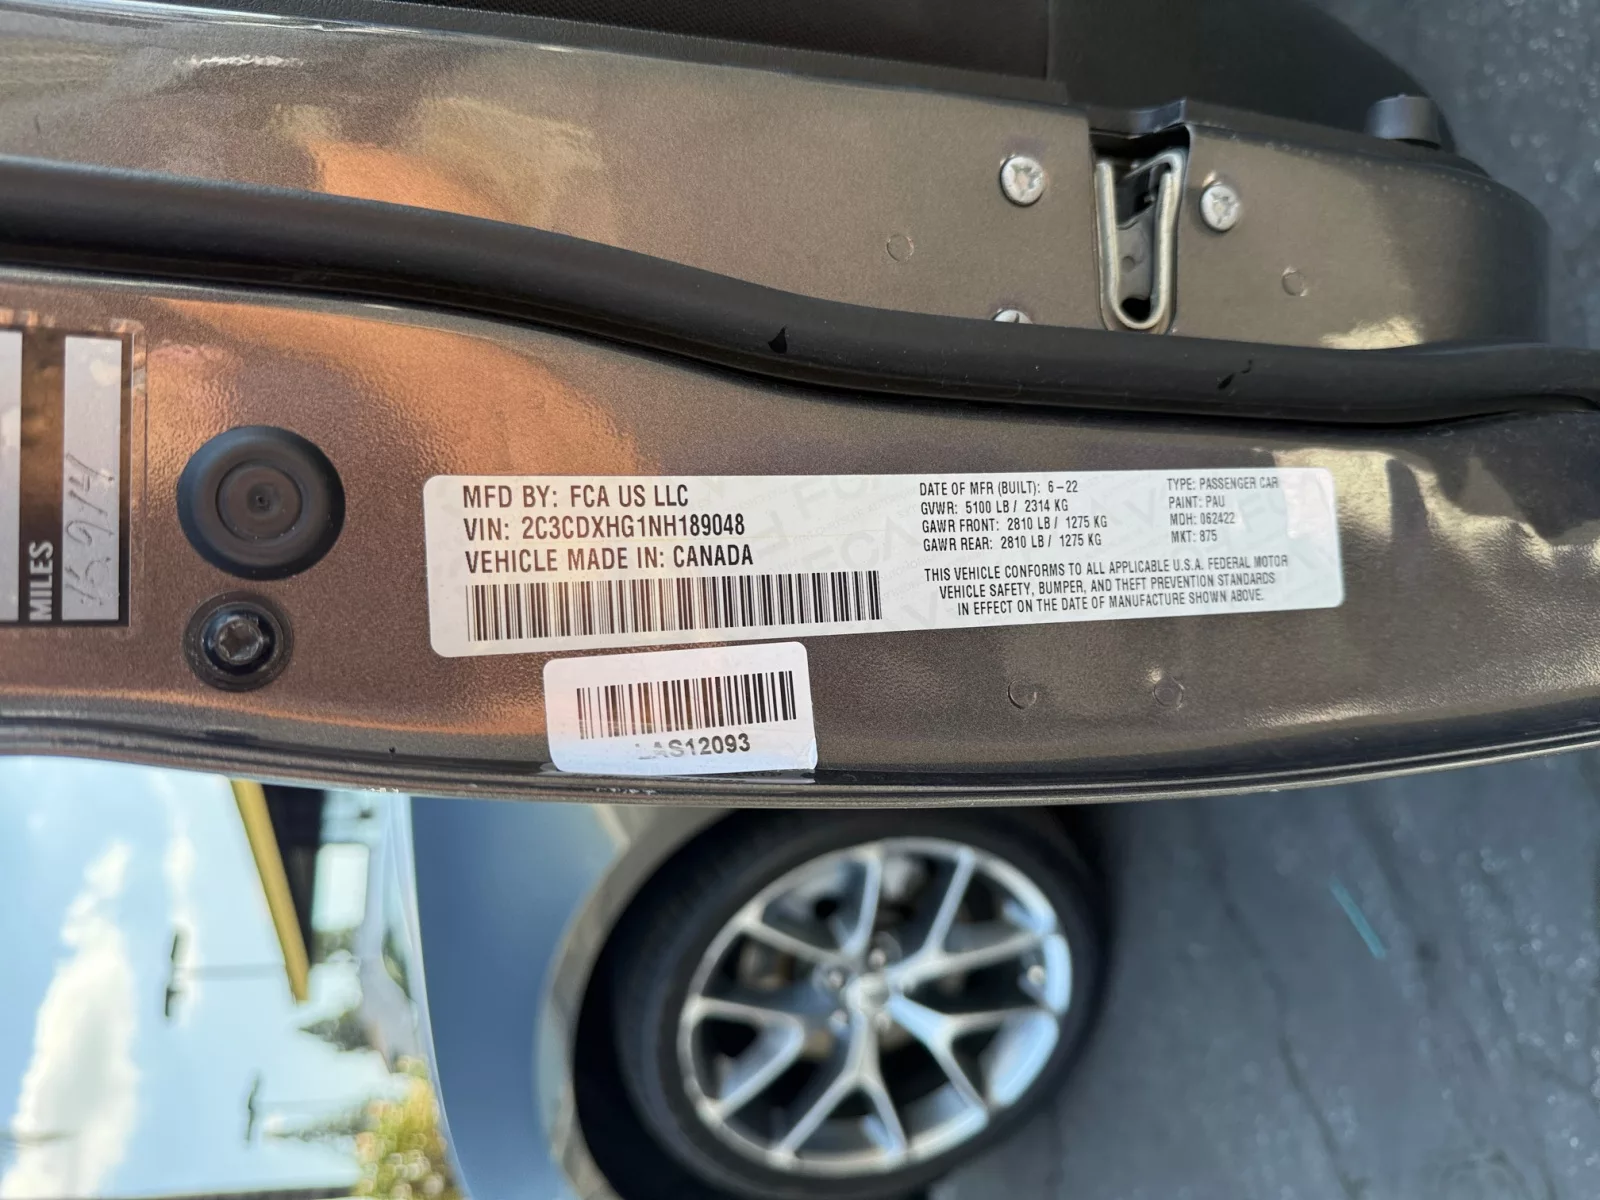 MFD BY: FCA US LLC
VIN: 2C3CDXHG1NH189048
VEHICLE MADE IN: CANADA
DATE OF MFR (BUILT): 6-22
GVWR: 5100 LB / 2314 KG
GAWR FRONT: 2810 LB / 1275 KG
GAWR REAR: 2810 LB / 1275 KG
TYPE: PASSENGER CAR
PAINT: PAU
MDH: 062422
MKT: 875
THIS VEHICLE CONFORMS TO ALL APPLICABLE U.S.A. FEDERAL MOTOR
VEHICLE SAFETY, BUMPER, AND THEFT PREVENTION STANDARDS
IN EFFECT ON THE DATE OF MANUFACTURE SHOWN ABOVE.
LAS12093
MILES